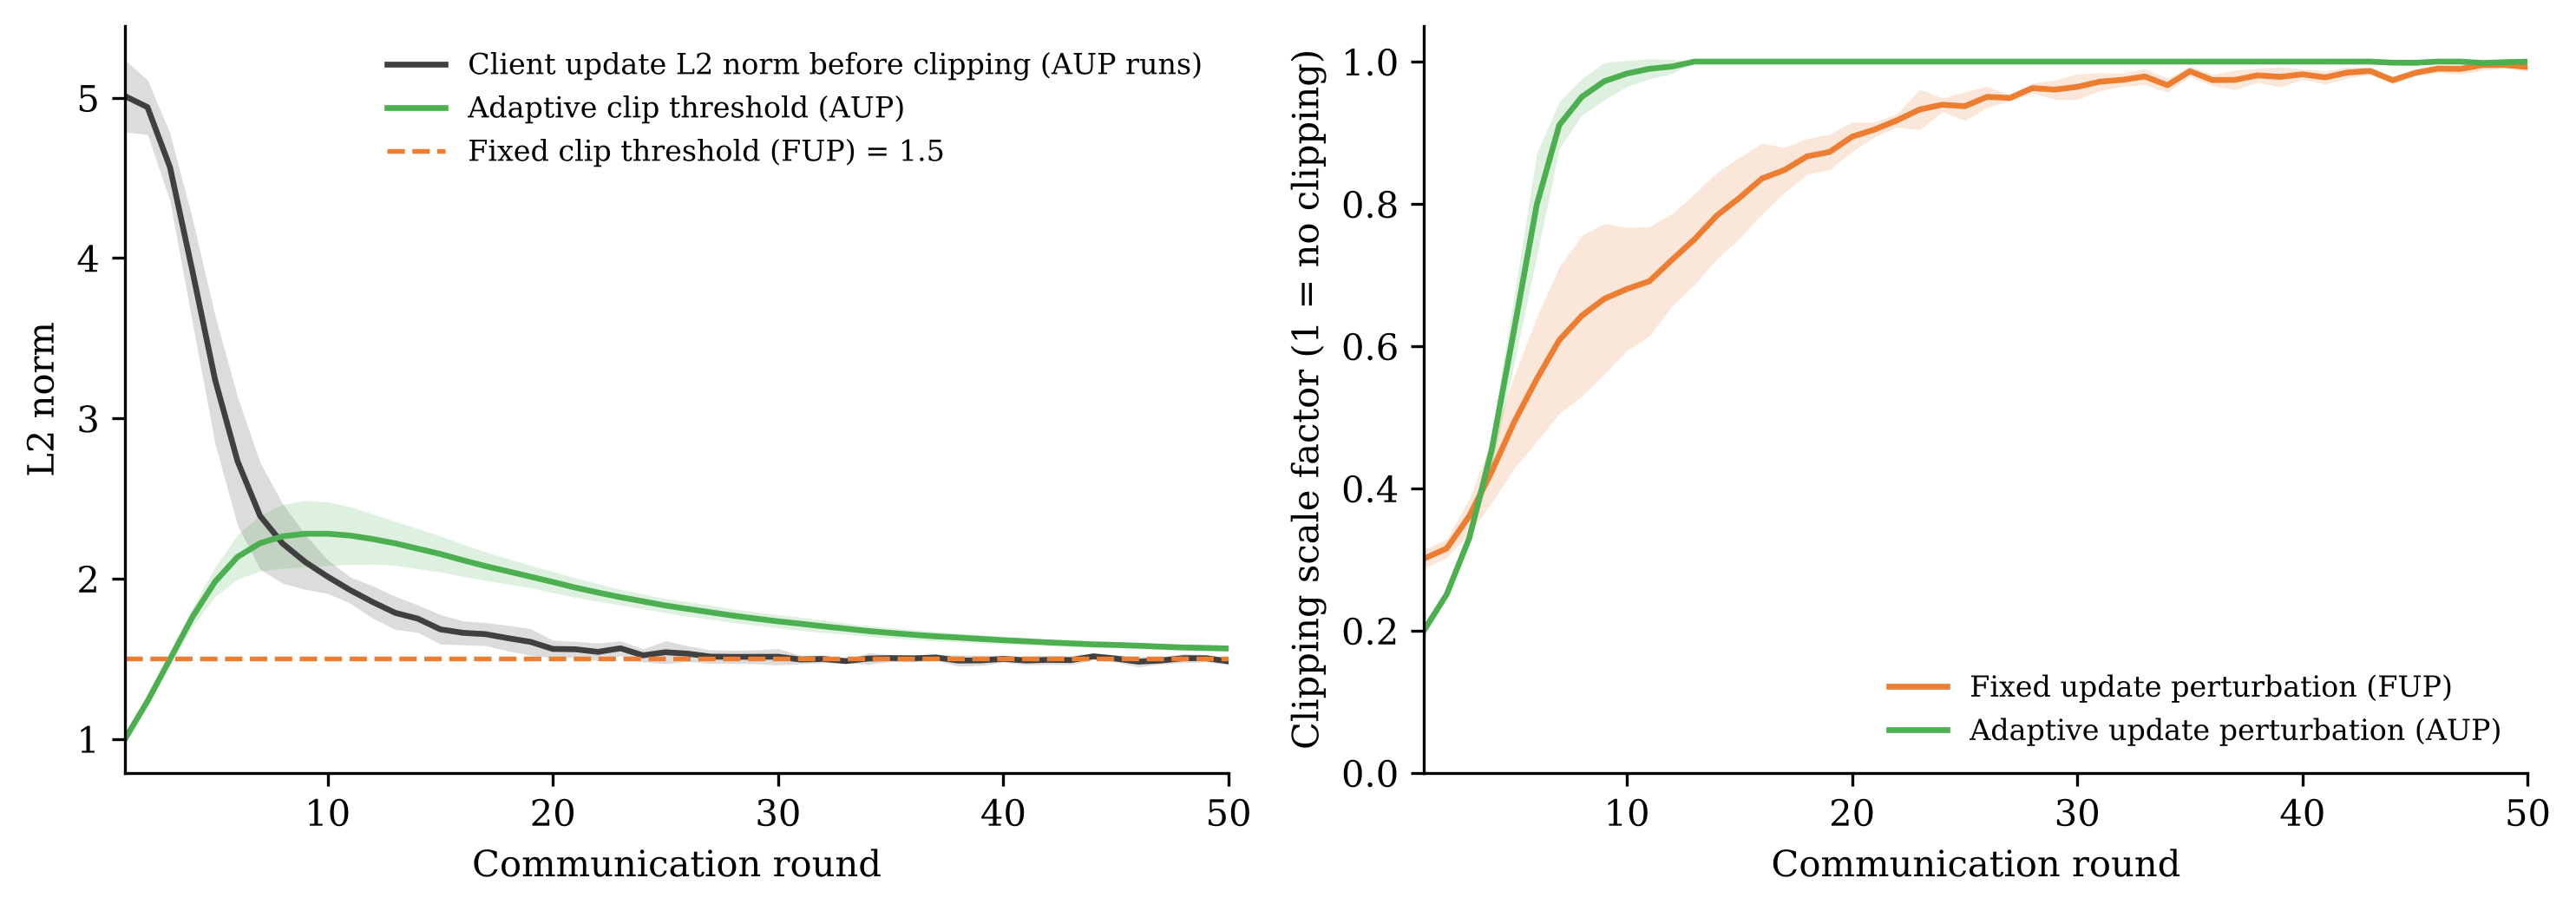 Client update L2 norm before clipping (AUP runs)
Adaptive clip threshold (AUP)
Fixed clip threshold (FUP) = 1.5
L2 norm
5
4
3
2
1
10
20
30
40
50
Communication round
Clipping scale factor (1 = no clipping)
1.0
0.8
0.6
0.4
0.2
0.0
Fixed update perturbation (FUP)
Adaptive update perturbation (AUP)
10
20
30
40
50
Communication round